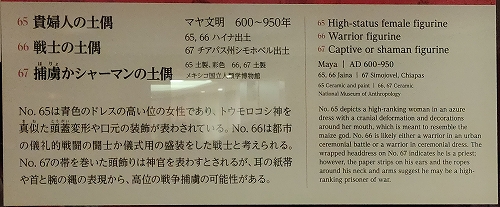 65 貴婦人の土偶
66 戦士の土偶
67 捕虜かシャーマンの土偶
マヤ文明 600〜950年
65, 66 ハイナ出土
67 チアパス州シモホベル出土
65 土製、彩色 66, 67 土製
メキシコ国立人類学博物館
No. 65は青色のドレスの高い位の女性であり、トウモロコシ神を
真似た頭蓋変形や口元の装飾が表わされている。No. 66は都市
の儀礼的戦闘の闘士か儀式用の盛装をした戦士と考えられる。
No. 67の帯を巻いた頭飾りは神官を表わすとされるが、耳の紙帯
や首と腕の縄の表現から、高位の戦争捕虜の可能性がある。
65 High-status female figurine
66 Warrior figurine
67 Captive or shaman figurine
Maya | AD 600-950
65, 66 Jaina | 67 Simojovel, Chiapas
65 Ceramic and paint | 66, 67 Ceramic
National Museum of Anthropology
No. 65 depicts a high-ranking woman in an azure
dress with a cranial deformation and decorations
around her mouth, which is meant to resemble the
maize god. No. 66 is likely either a warrior in an urban
ceremonial battle or a warrior in ceremonial dress. The
wrapped headdress on No. 67 indicates he is a priest;
however, the paper strips on his ears and the ropes
around his neck and arms suggest he may be a high-
ranking prisoner of war.